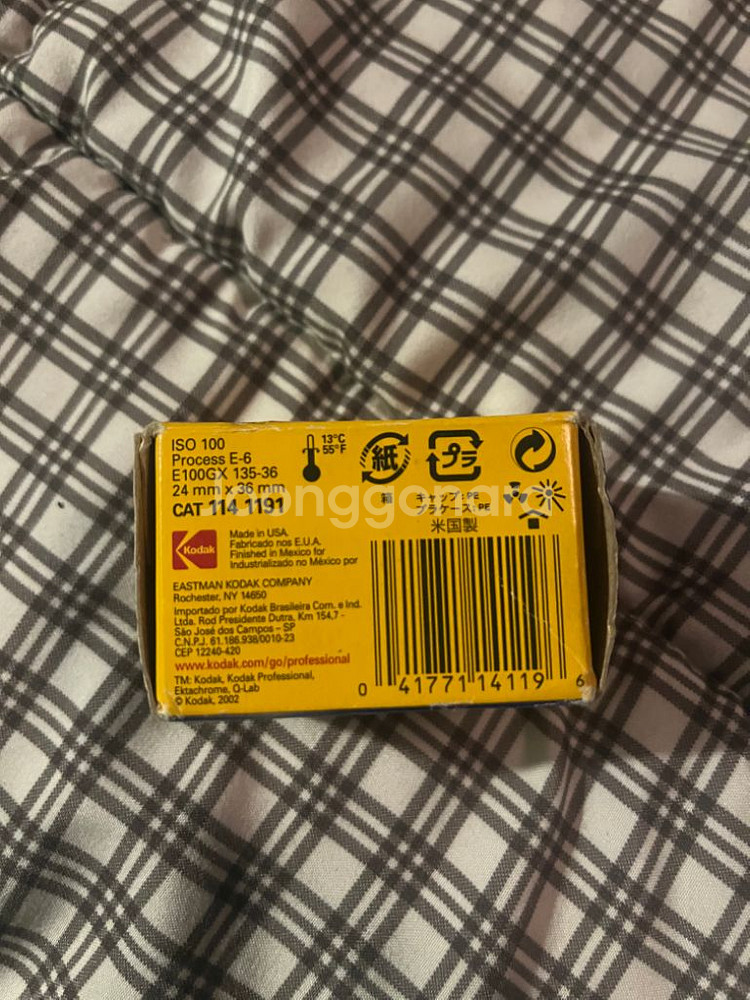 ISO 100
Process E-6
E100GX 135-36
24 mm x 36 mm
CAT 114 1191
13°C
55°F
紙
プラ
箱
キャップ: PE
プラケース: PE
米国製
Kodak
Made in USA.
Fabricado nos E.U.A.
Finished in Mexico for
Industrializado no México por
EASTMAN KODAK COMPANY
Rochester, NY 14650
Importado por Kodak Brasileira Com. e Ind.
Ltda. Rod Presidente Dutra, Km 154,7 -
São José dos Campos – SP
C.N.P.J. 61.186.938/0010-23
CEP 12240-420
www.kodak.com/go/professional
TM: Kodak, Kodak Professional,
Ektachrome, Q-Lab
© Kodak, 2002
0 41771 14119 6